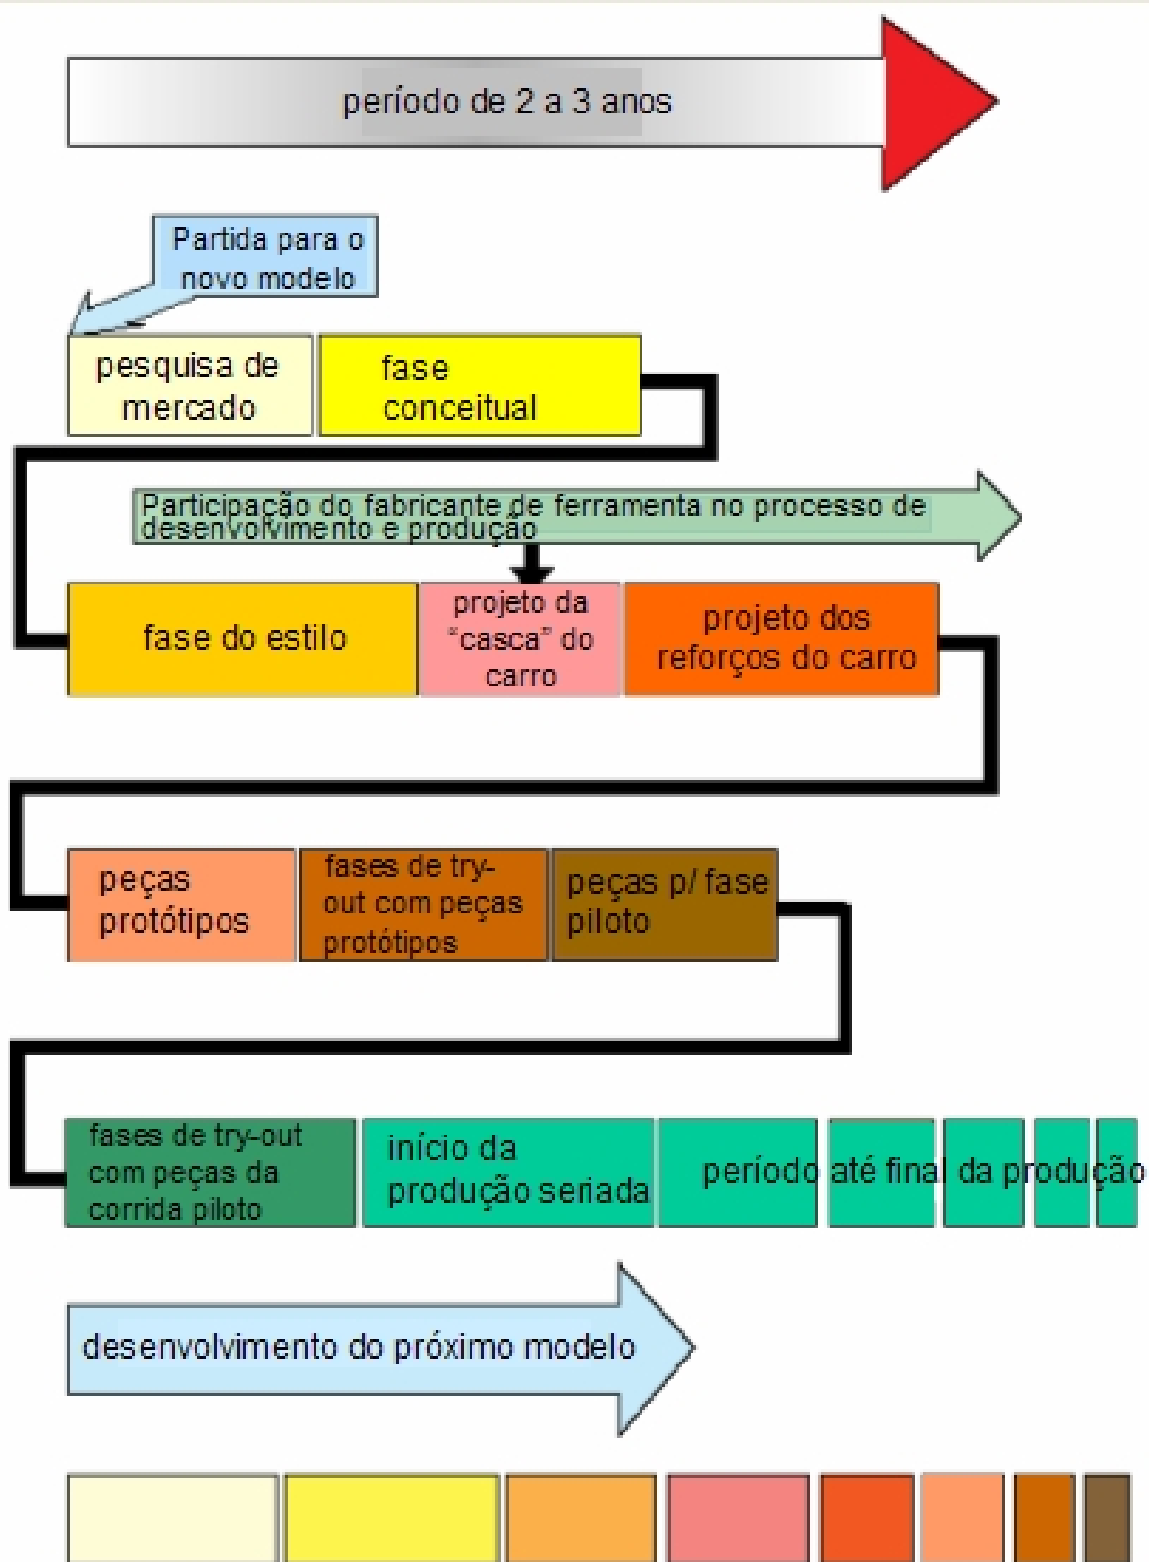 período de 2 a 3 anos
Partida para o
novo modelo
pesquisa de
mercado
fase
conceitual
Participação do fabricante de ferramenta no processo de
desenvolvimento e produção
fase do estilo
projeto da
“casca” do
carro
projeto dos
reforços do carro
peças
protótipos
fases de try-
out com peças
protótipos
peças p/ fase
piloto
fases de try-out
com peças da
corrida piloto
início da
produção seriada
período até final da produção
desenvolvimento do próximo modelo